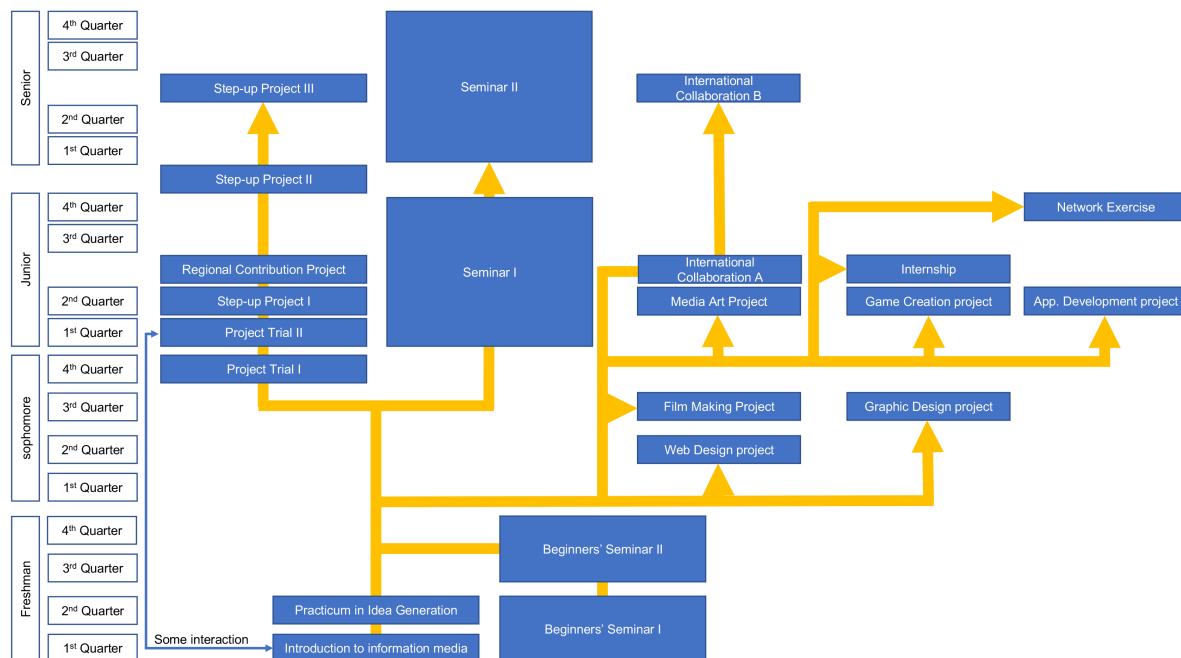 Senior
4th Quarter
3rd Quarter
2nd Quarter
1st Quarter
Junior
4th Quarter
3rd Quarter
2nd Quarter
1st Quarter
sophomore
4th Quarter
3rd Quarter
2nd Quarter
1st Quarter
Freshman
4th Quarter
3rd Quarter
2nd Quarter
1st Quarter
Step-up Project III
Step-up Project II
Regional Contribution Project
Step-up Project I
Project Trial II
Project Trial I
Seminar II
Seminar I
International
Collaboration B
Network Exercise
International
Collaboration A
Internship
Media Art Project
Game Creation project
App. Development project
Film Making Project
Graphic Design project
Web Design project
Beginners’ Seminar II
Beginners’ Seminar I
Practicum in Idea Generation
Some interaction
Introduction to information media